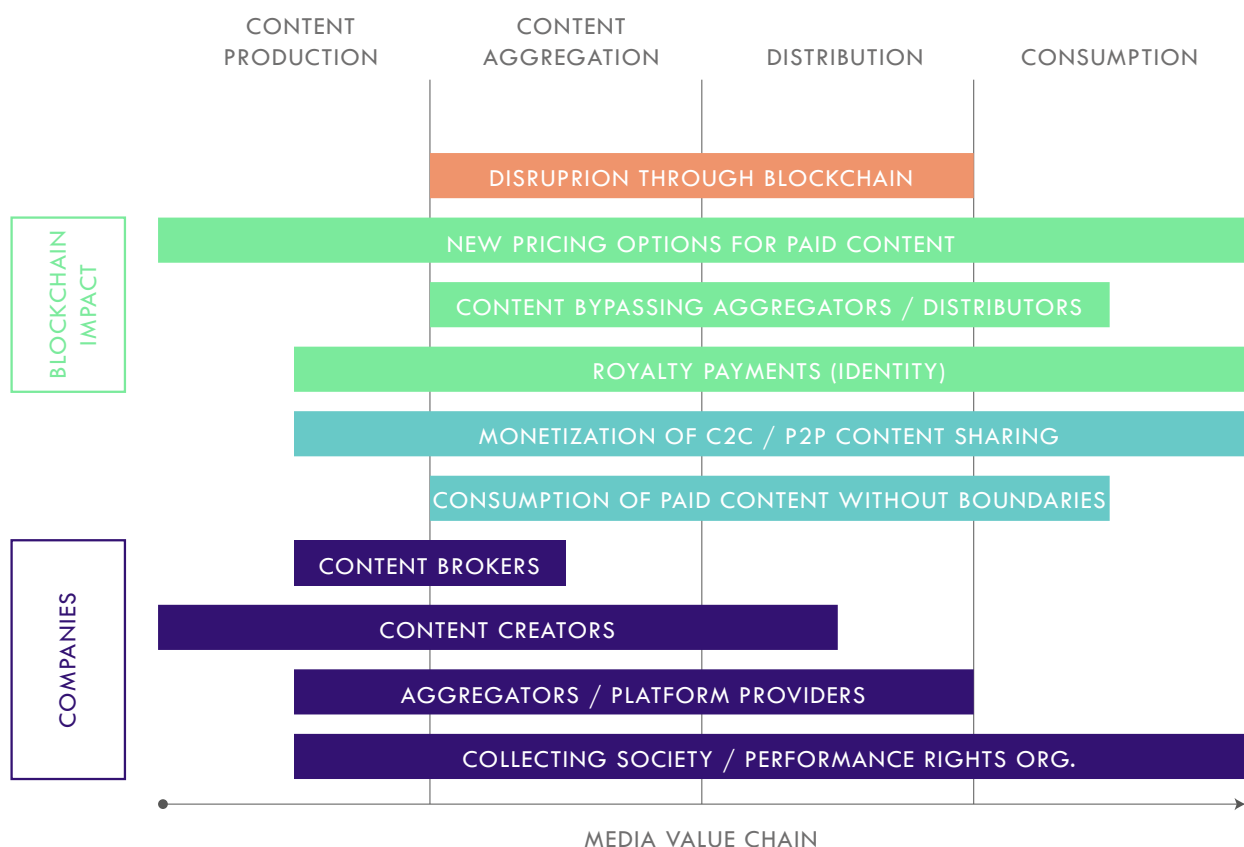 CONTENT
PRODUCTION
CONTENT
AGGREGATION
DISTRIBUTION
CONSUMPTION
DISRUPRION THROUGH BLOCKCHAIN
BLOCKCHAIN
IMPACT
NEW PRICING OPTIONS FOR PAID CONTENT
CONTENT BYPASSING AGGREGATORS / DISTRIBUTORS
ROYALTY PAYMENTS (IDENTITY)
MONETIZATION OF C2C / P2P CONTENT SHARING
CONSUMPTION OF PAID CONTENT WITHOUT BOUNDARIES
COMPANIES
CONTENT BROKERS
CONTENT CREATORS
AGGREGATORS / PLATFORM PROVIDERS
COLLECTING SOCIETY / PERFORMANCE RIGHTS ORG.
MEDIA VALUE CHAIN